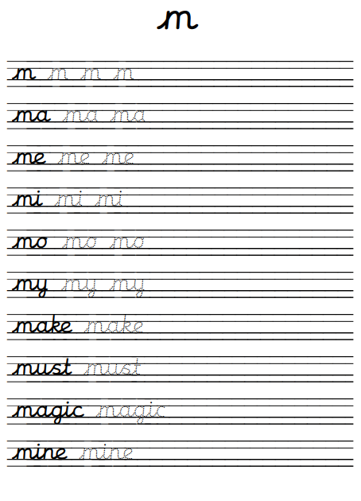 m
m m m m
ma ma ma
me me me
mi mi mi
mo mo mo
my my my
make make
must must
magic magic
mine mine